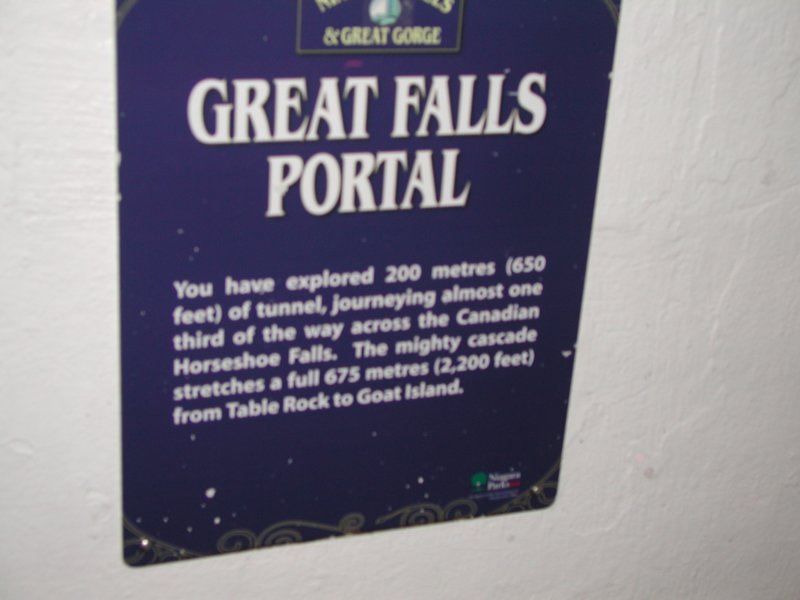 & GREAT GORGE
GREAT FALLS
PORTAL
You have explored 200 metres (650
feet) of tunnel, journeying almost one
third of the way across the Canadian
Horseshoe Falls. The mighty cascade
stretches a full 675 metres (2,200 feet)
from Table Rock to Goat Island.
Niagara
Parks